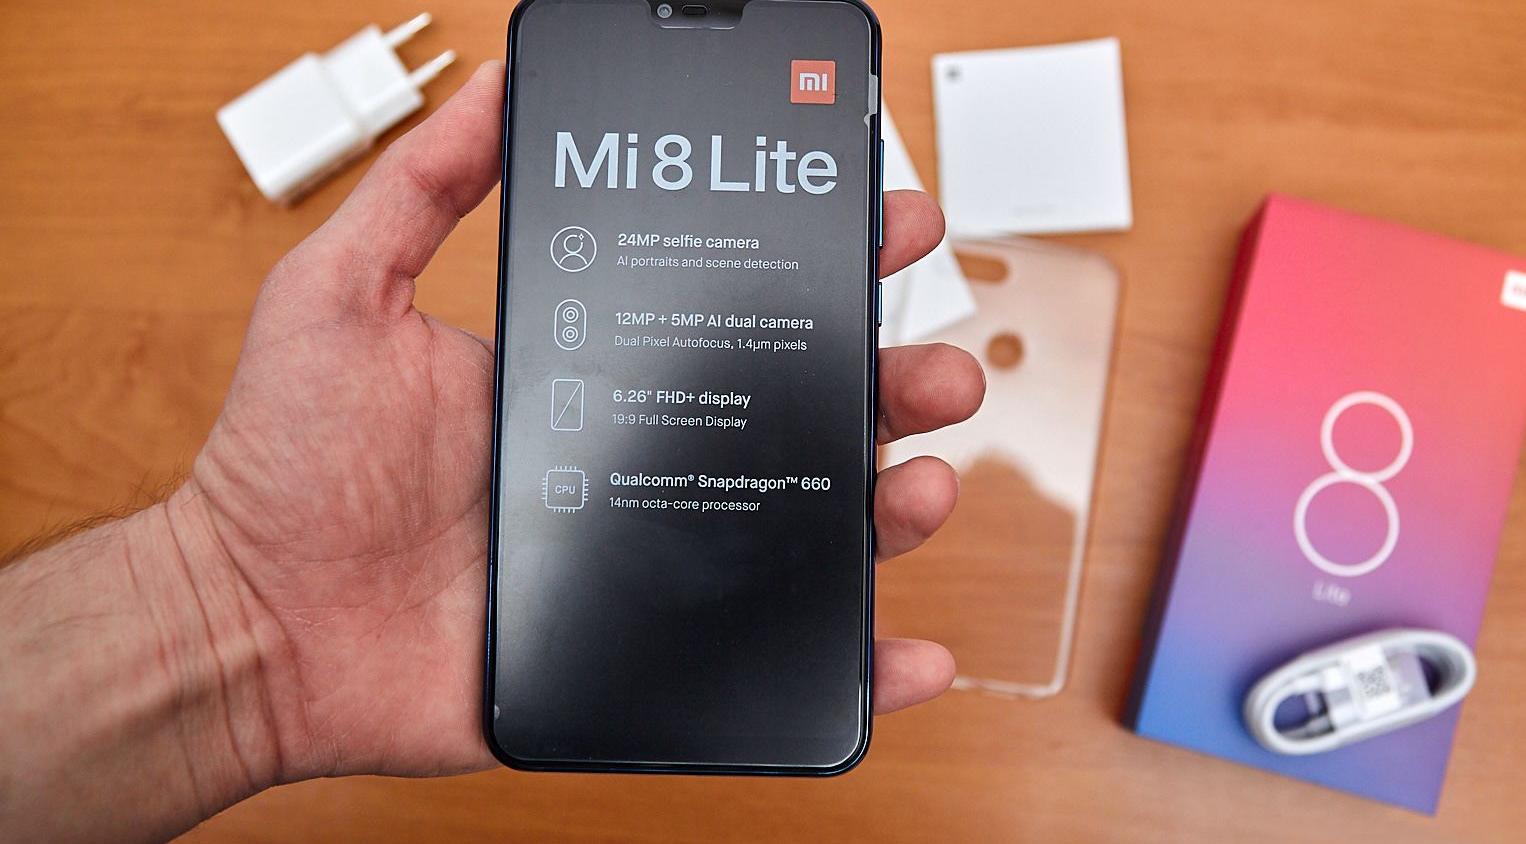 MI
Mi 8 Lite
24MP selfie camera
AI portraits and scene detection
12MP + 5MP AI dual camera
Dual Pixel Autofocus, 1.4μm pixels
6.26" FHD+ display
19:9 Full Screen Display
CPU
Qualcomm® Snapdragon™ 660
14nm octa-core processor
8
Lite